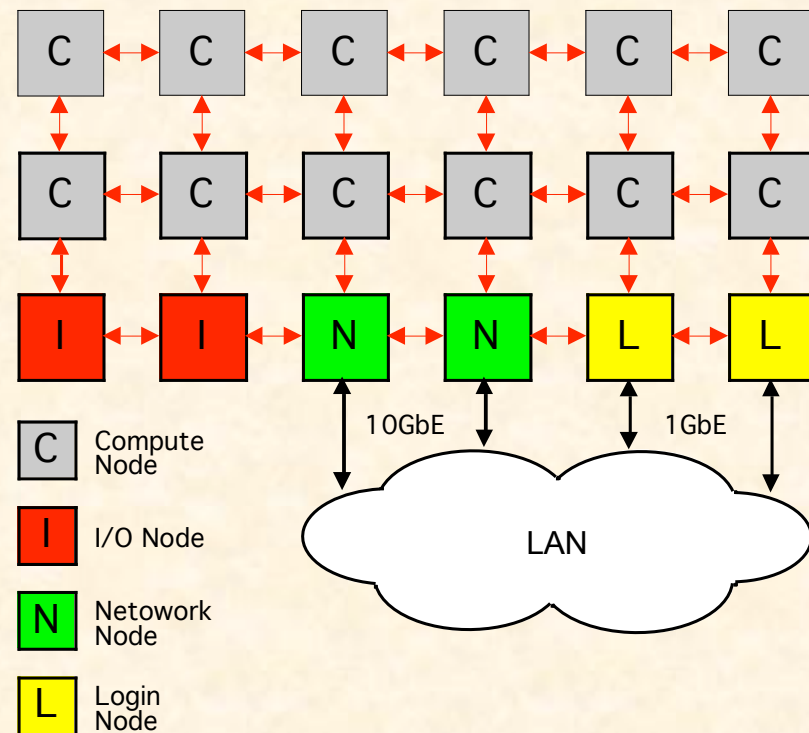 C C C C C C
C C C C C C
I I N N L L
10GbE 1GbE
LAN
C Compute
Node
I I/O Node
N Netowork
Node
L Login
Node